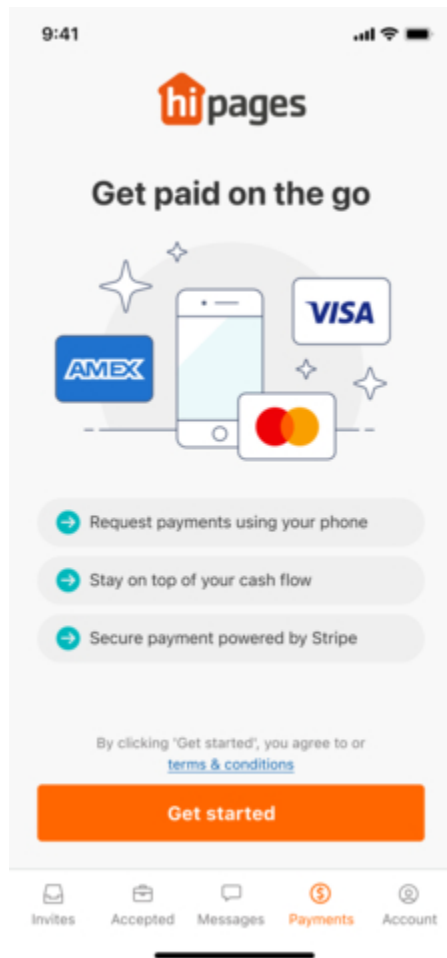 9:41
hipages
Get paid on the go
VISA
AMEX
Request payments using your phone
Stay on top of your cash flow
Secure payment powered by Stripe
By clicking 'Get started', you agree to or
terms & conditions
Get started
Invites Accepted Messages Payments Account